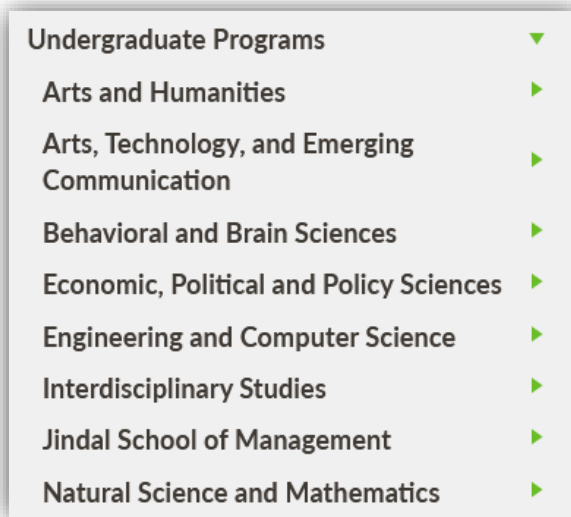 Undergraduate Programs
Arts and Humanities
Arts, Technology, and Emerging
Communication
Behavioral and Brain Sciences
Economic, Political and Policy Sciences
Engineering and Computer Science
Interdisciplinary Studies
Jindal School of Management
Natural Science and Mathematics